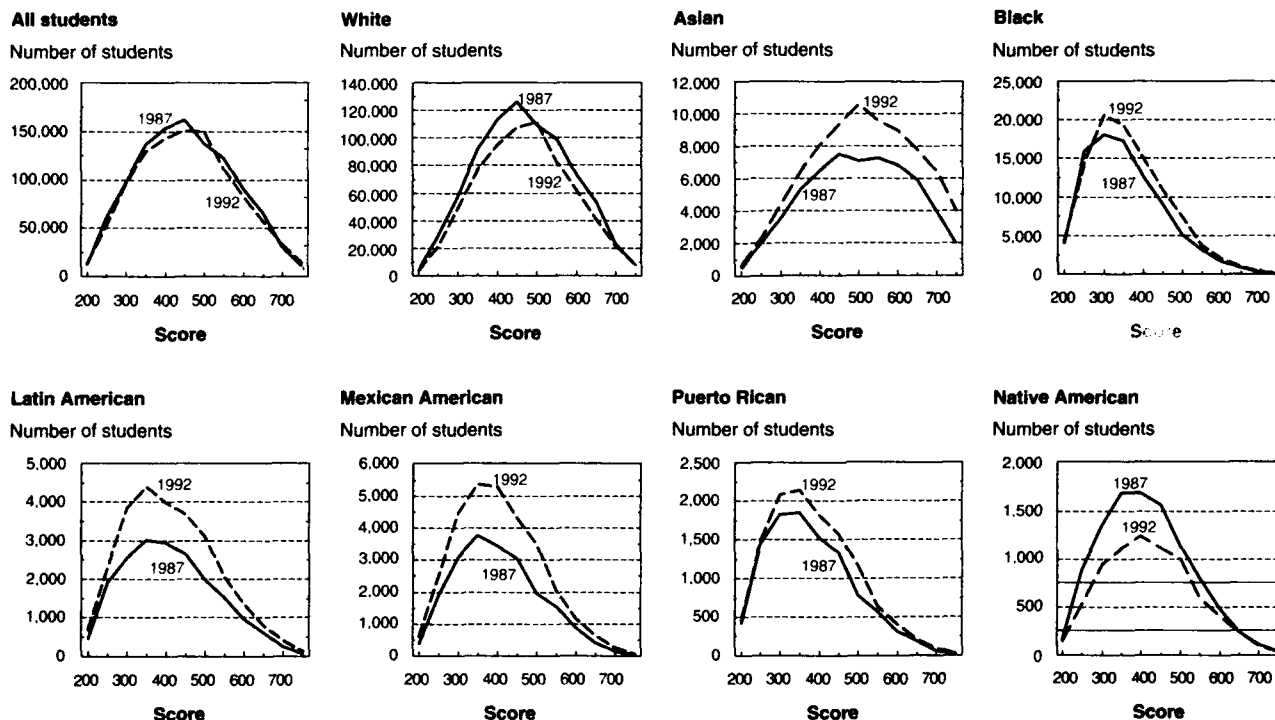 All students
Number of students
200.000
150.000
100.000
50.000
0
1987
1992
200 300 400 500 600 700
Score
White
Number of students
140.000
120.000
100.000
80.000
60.000
40.000
20.000
0
1987
1992
200 300 400 500 600 700
Score
Asian
Number of students
12.000
10.000
8.000
6.000
4.000
2.000
0
1992
1987
200 300 400 500 600 700
Score
Black
Number of students
25.000
20.000
15.000
10.000
5.000
0
1992
1987
200 300 400 500 600 700
Score
Latin American
Number of students
5.000
4.000
3.000
2.000
1.000
0
1992
1987
200 300 400 500 600 700
Score
Mexican American
Number of students
6.000
5.000
4.000
3.000
2.000
1.000
0
1992
1987
200 300 400 500 600 700
Score
Puerto Rican
Number of students
2.500
2.000
1.500
1.000
500
0
1992
1987
200 300 400 500 600 700
Score
Native American
Number of students
2.000
1.500
1.000
500
0
1987
1992
200 300 400 500 600 700
Score